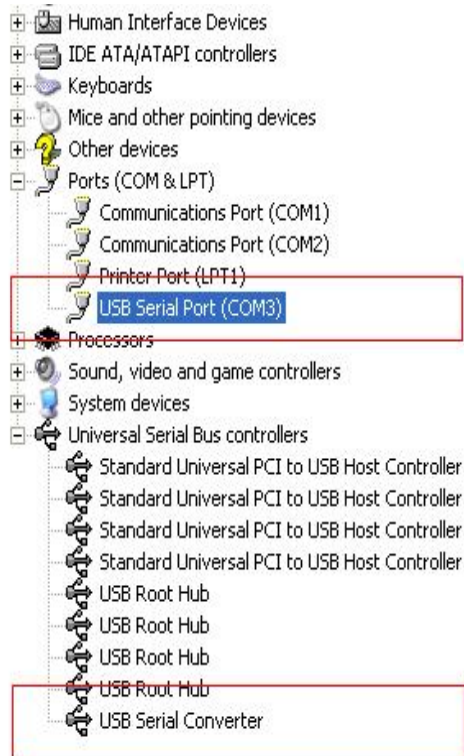 Human Interface Devices
IDE ATA/ATAPI controllers
Keyboards
Mice and other pointing devices
Other devices
Ports (COM & LPT)
Communications Port (COM1)
Communications Port (COM2)
Printer Port (LPT1)
USB Serial Port (COM3)
Processors
Sound, video and game controllers
System devices
Universal Serial Bus controllers
Standard Universal PCI to USB Host Controller
Standard Universal PCI to USB Host Controller
Standard Universal PCI to USB Host Controller
Standard Universal PCI to USB Host Controller
USB Root Hub
USB Root Hub
USB Root Hub
USB Root Hub
USB Serial Converter